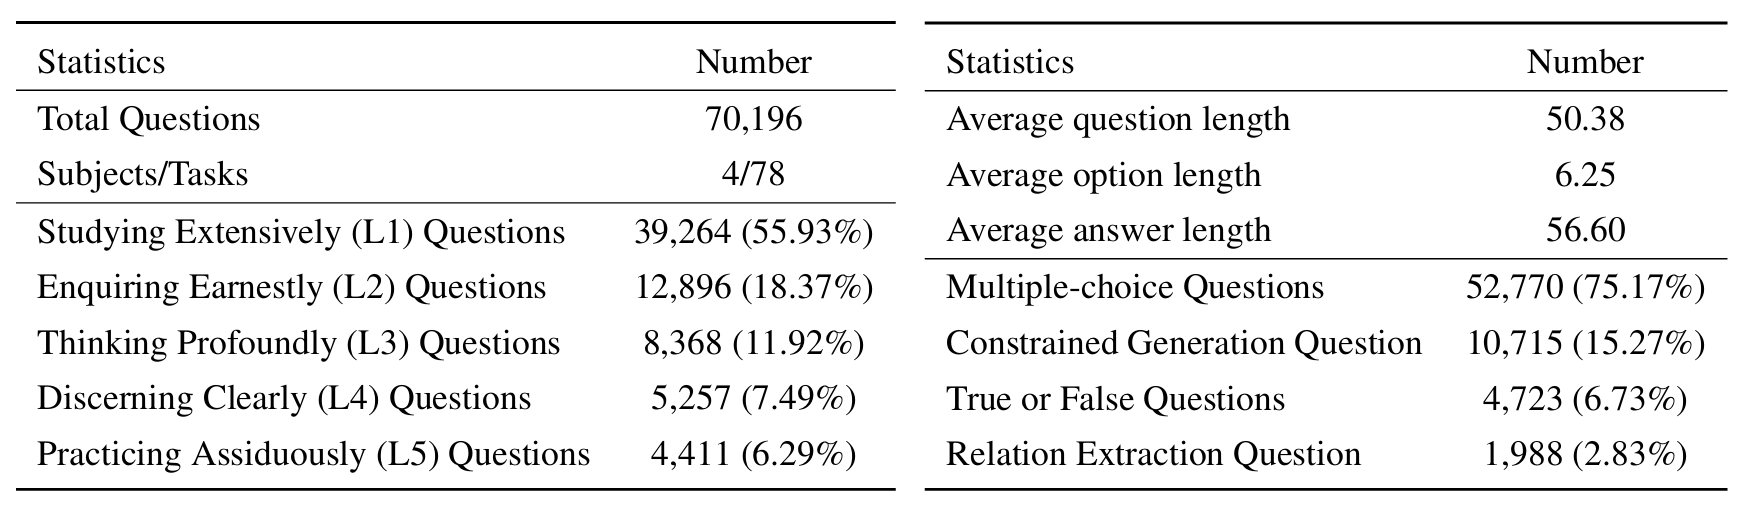 Statistics Number
Total Questions 70,196
Subjects/Tasks 4/78
Studying Extensively (L1) Questions 39,264 (55.93%)
Enquiring Earnestly (L2) Questions 12,896 (18.37%)
Thinking Profoundly (L3) Questions 8,368 (11.92%)
Discerning Clearly (L4) Questions 5,257 (7.49%)
Practicing Assiduously (L5) Questions 4,411 (6.29%)
Statistics Number
Average question length 50.38
Average option length 6.25
Average answer length 56.60
Multiple-choice Questions 52,770 (75.17%)
Constrained Generation Question 10,715 (15.27%)
True or False Questions 4,723 (6.73%)
Relation Extraction Question 1,988 (2.83%)